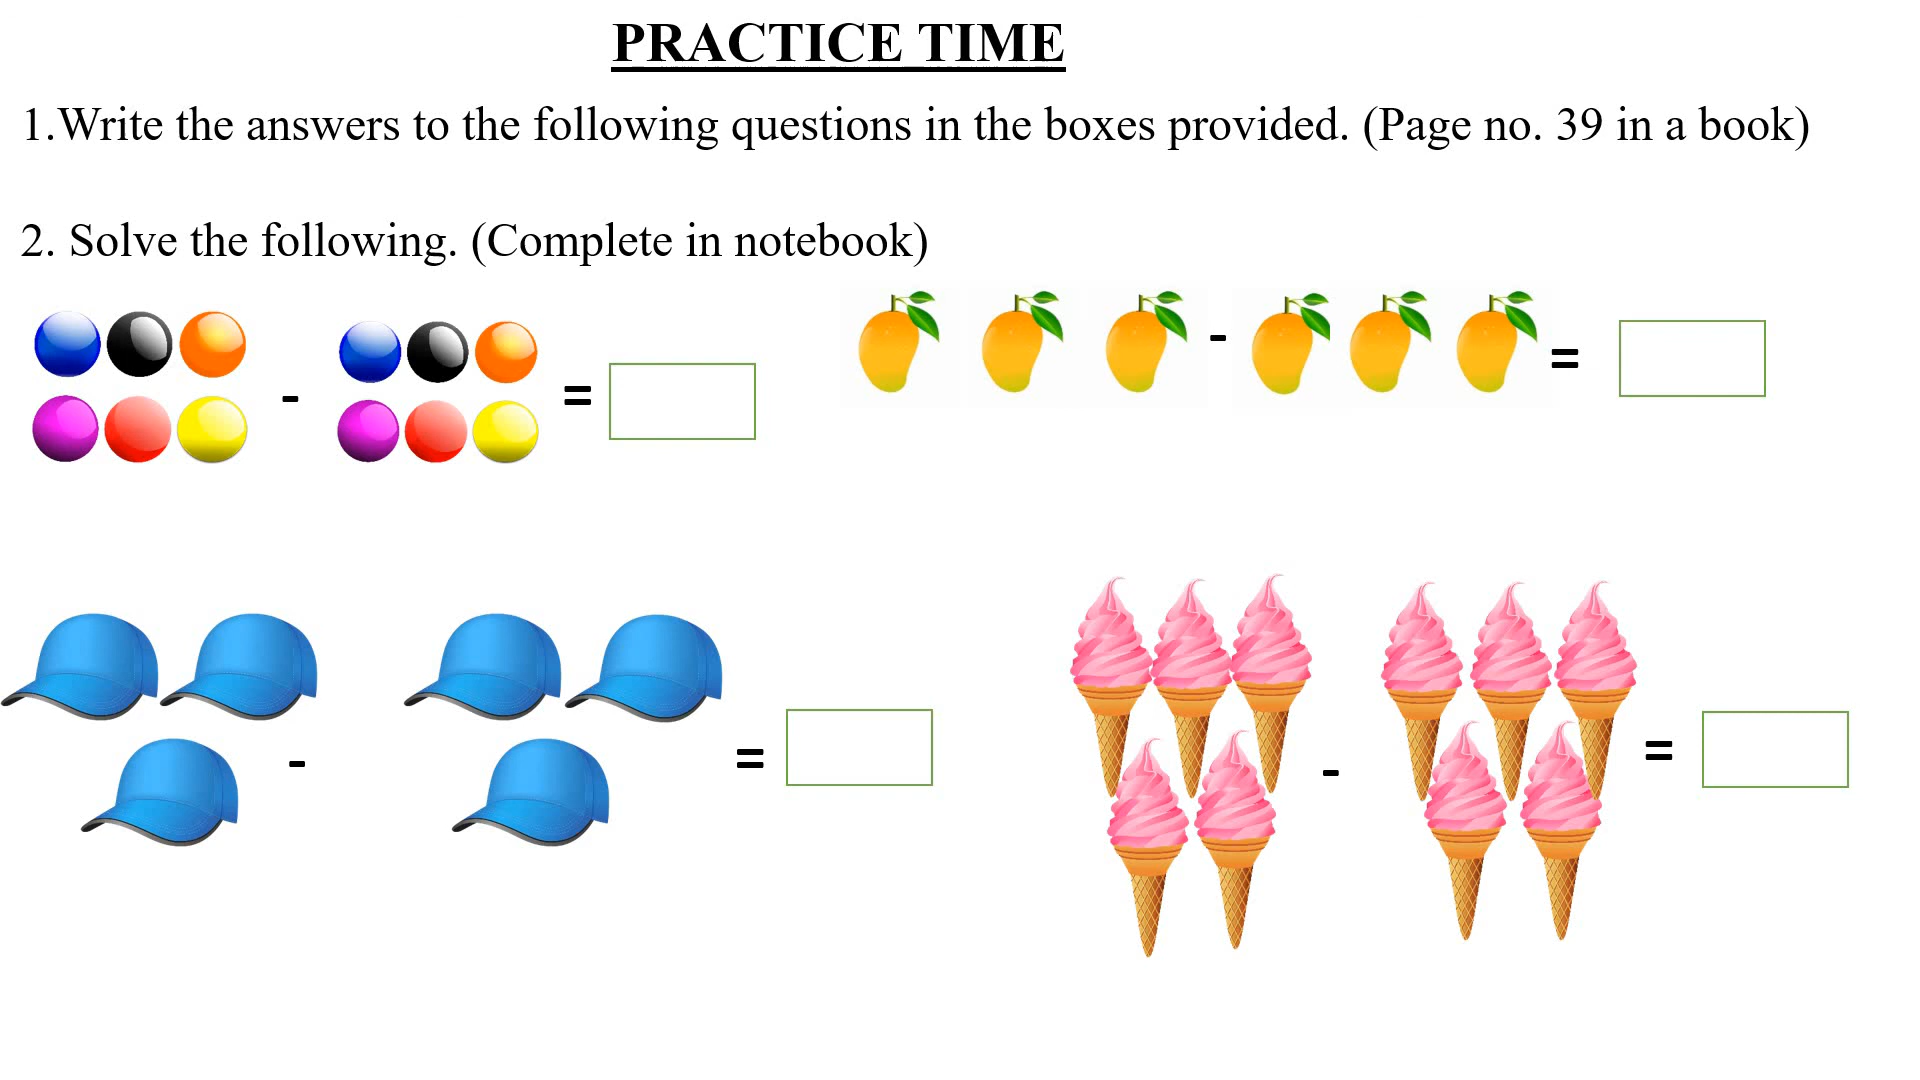 PRACTICE TIME
1.Write the answers to the following questions in the boxes provided. (Page no. 39 in a book)
2. Solve the following. (Complete in notebook)
- =
- =
- =
- =